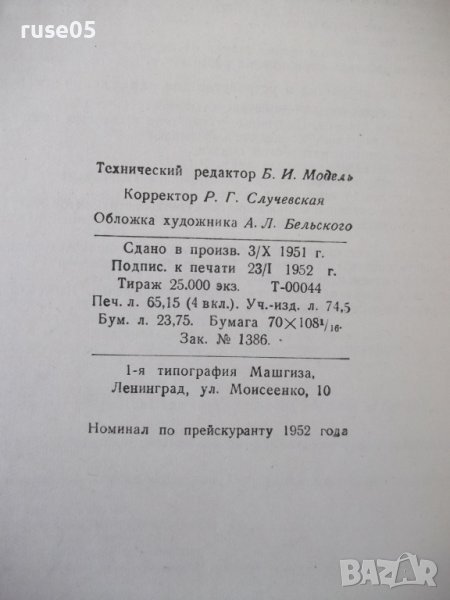 ruse05
Технический редактор Б. И. Модель
Корректор Р. Г. Случевская
Обложка художника А. Л. Бельского
Сдано в произв. 3/X 1951 г.
Подпис. к печати 23/I 1952 г.
Тираж 25.000 экз. Т-00044
Печ. л. 65,15 (4 вкл.). Уч.-изд. л. 74,5
Бум. л. 23,75. Бумага 70×108¹/₁₆.
Зак. № 1386.
1-я типография Машгиза,
Ленинград, ул. Моисеенко, 10
Номинал по прейскуранту 1952 года
BAZAR